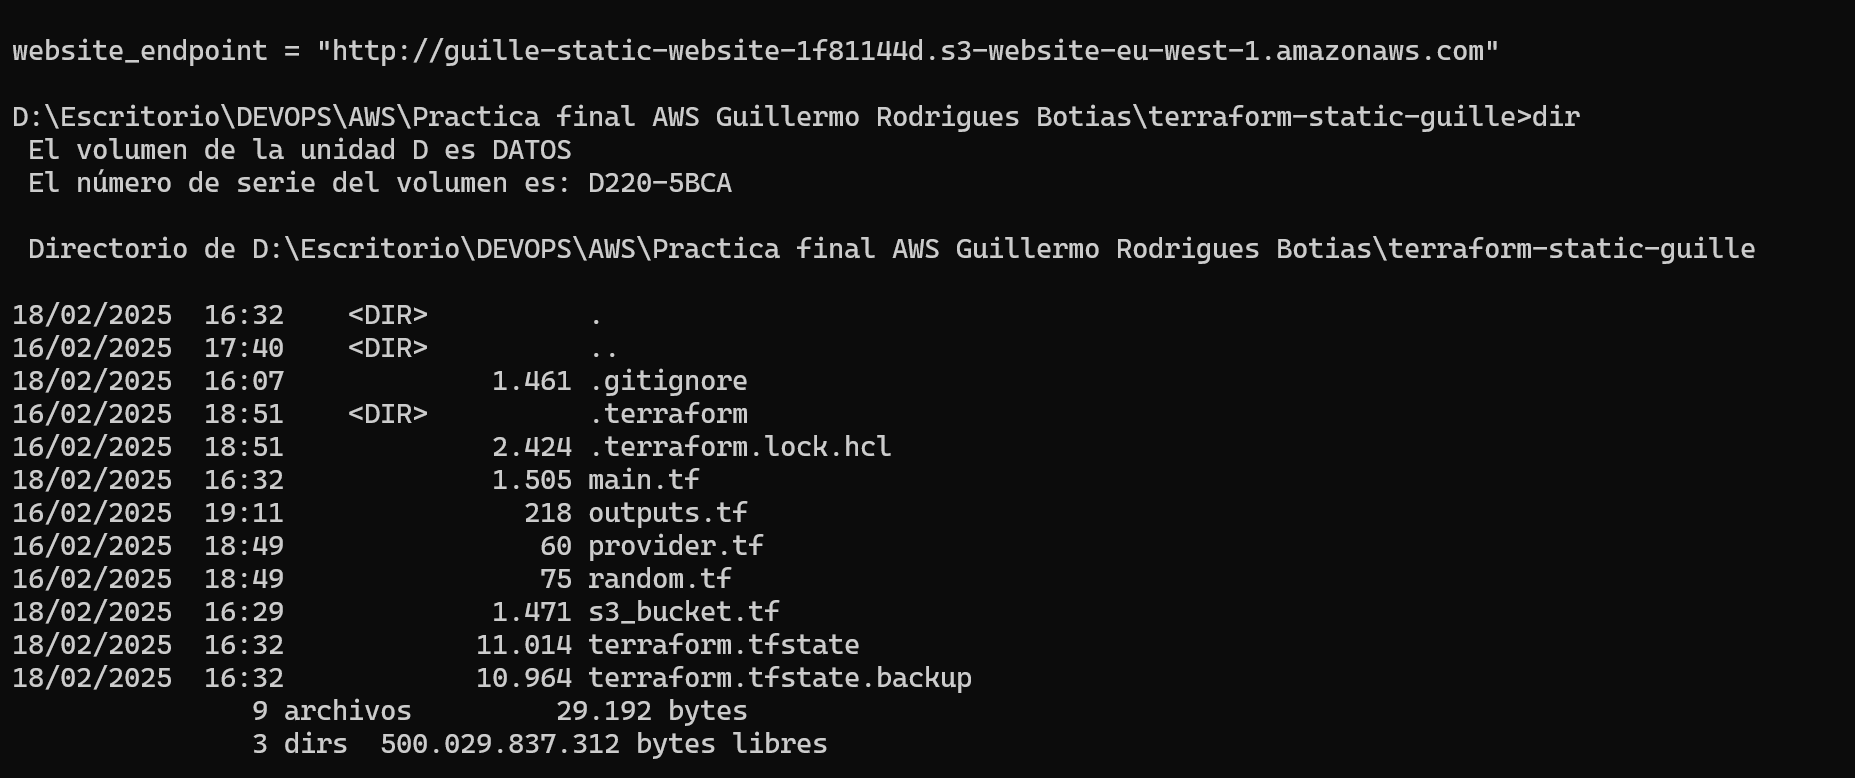 website_endpoint = "http://guille-static-website-1f81144d.s3-website-eu-west-1.amazonaws.com"
D:\Escritorio\DEVOPS\AWS\Practica final AWS Guillermo Rodrigues Botias\terraform-static-guille>dir
El volumen de la unidad D es DATOS
El número de serie del volumen es: D220-5BCA
Directorio de D:\Escritorio\DEVOPS\AWS\Practica final AWS Guillermo Rodrigues Botias\terraform-static-guille
18/02/2025  16:32    <DIR>          .
16/02/2025  17:40    <DIR>          ..
18/02/2025  16:07             1.461 .gitignore
16/02/2025  18:51    <DIR>          .terraform
16/02/2025  18:51             2.424 .terraform.lock.hcl
18/02/2025  16:32             1.505 main.tf
16/02/2025  19:11               218 outputs.tf
16/02/2025  18:49                60 provider.tf
16/02/2025  18:49                75 random.tf
18/02/2025  16:29             1.471 s3_bucket.tf
18/02/2025  16:32            11.014 terraform.tfstate
18/02/2025  16:32            10.964 terraform.tfstate.backup
9 archivos         29.192 bytes
3 dirs  500.029.837.312 bytes libres